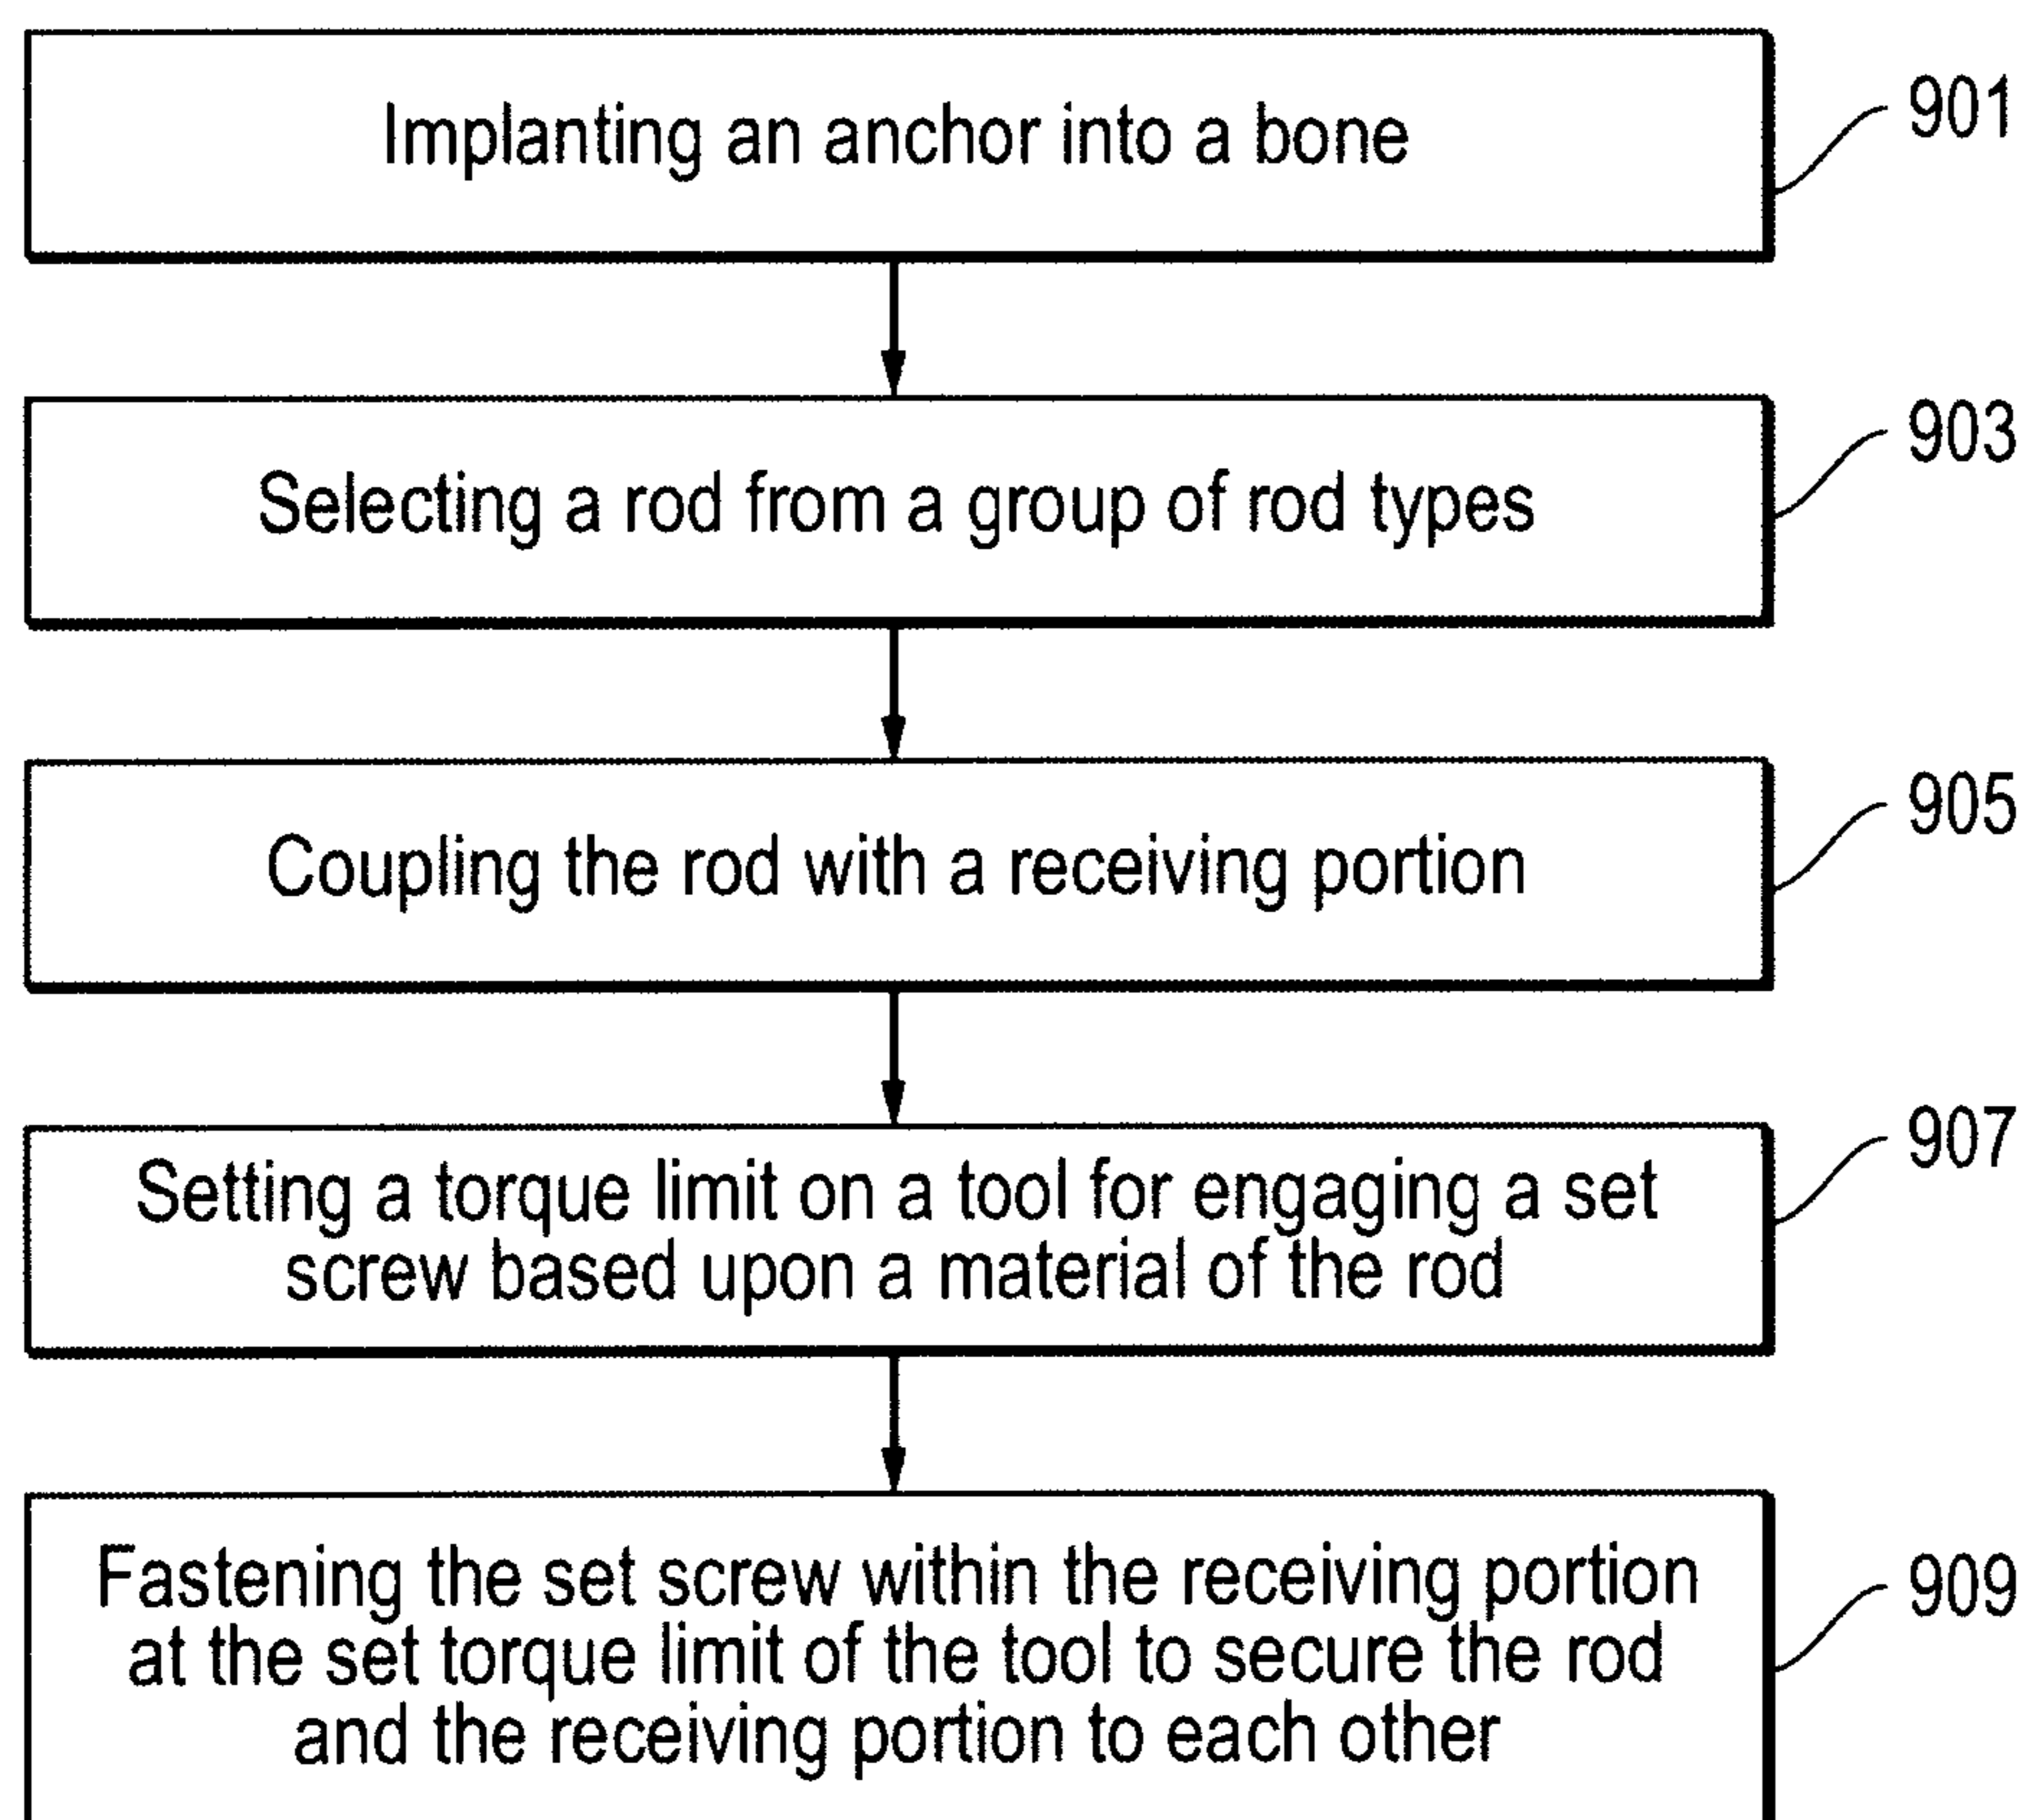 Implanting an anchor into a bone
901
Selecting a rod from a group of rod types
903
Coupling the rod with a receiving portion
905
Setting a torque limit on a tool for engaging a set
screw based upon a material of the rod
907
Fastening the set screw within the receiving portion
at the set torque limit of the tool to secure the rod
and the receiving portion to each other
909